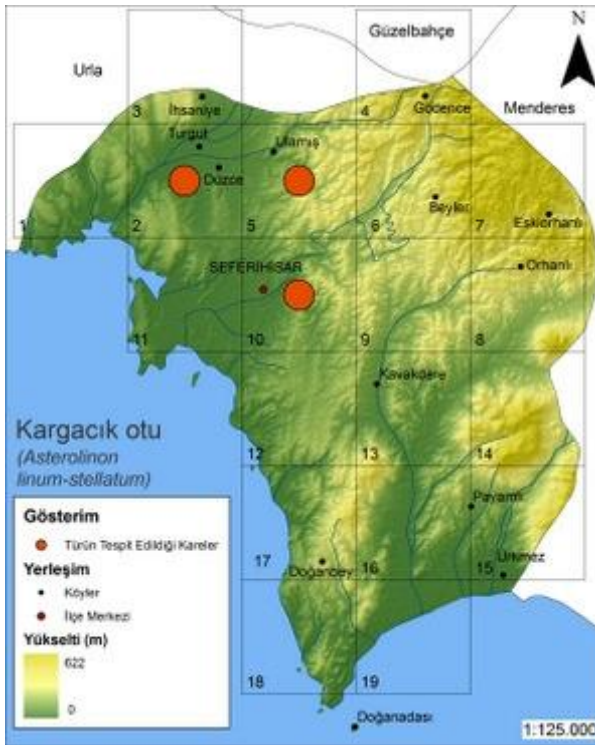 Güzelbahçe
N
Urla
3
4
Menderes
İhsaniye
Gödence
Turgut
Ulamış
Düzce
Beyler
Eskiorhanlı
1
2
5
6
7
SEFERİHİSAR
Orhanlı
11
10
9
8
Kavakdere
Kargacık otu
(Asterolinon
linum-stellatum)
12
13
14
Payamlı
Gösterim
Türün Tespit Edildiği Kareler
Yerleşim
Köyler
İlçe Merkezi
Yükselti (m)
622
0
17
Doğanbey
16
15
Ürkmez
18
19
Doğanadası
1:125.000